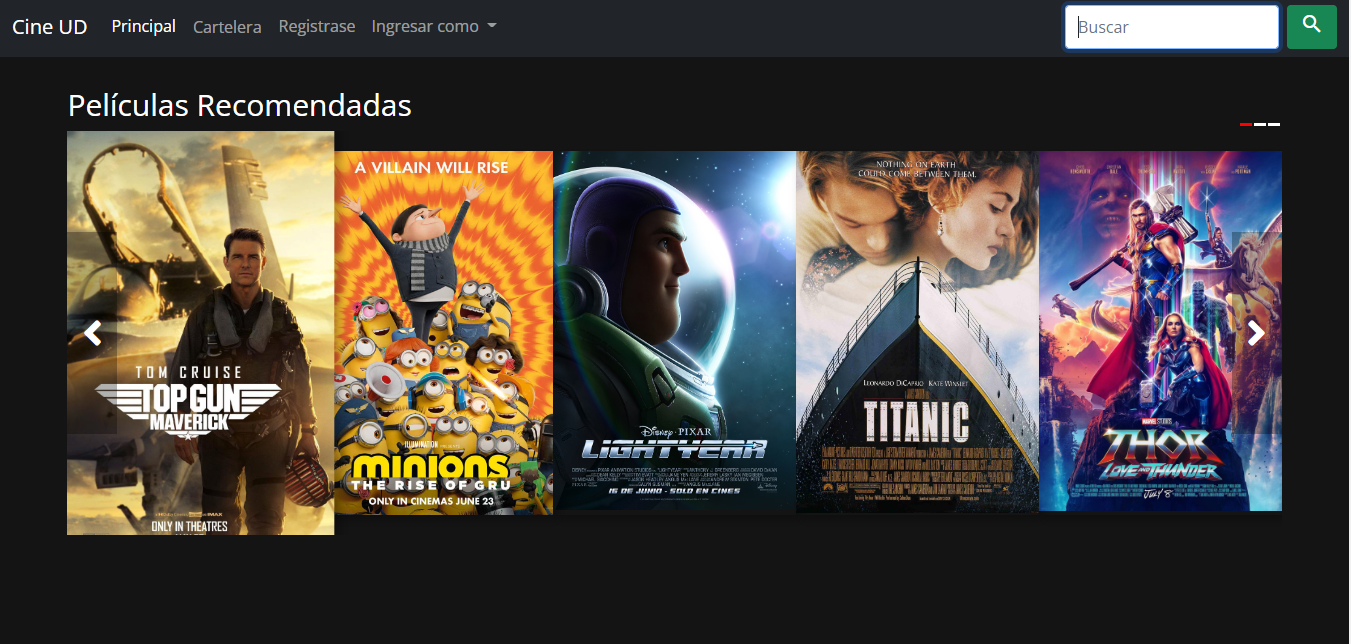 Cine UD Principal Cartelera Registrase Ingresar como Buscar
Películas Recomendadas
TOM CRUISE
TOP GUN
MAVERICK
ONLY IN THEATRES
A VILLAIN WILL RISE
ILLUMINATION
MINIONS
THE RISE OF GRU
ONLY IN CINEMAS JUNE 23
Disney · PIXAR
LIGHTYEAR
16 DE JUNIO - SOLO EN CINES
NOTHING ON EARTH
COULD COME BETWEEN THEM.
LEONARDO DICAPRIO KATE WINSLET
TITANIC
MARVEL STUDIOS
THOR
LOVE AND THUNDER
JULY 8